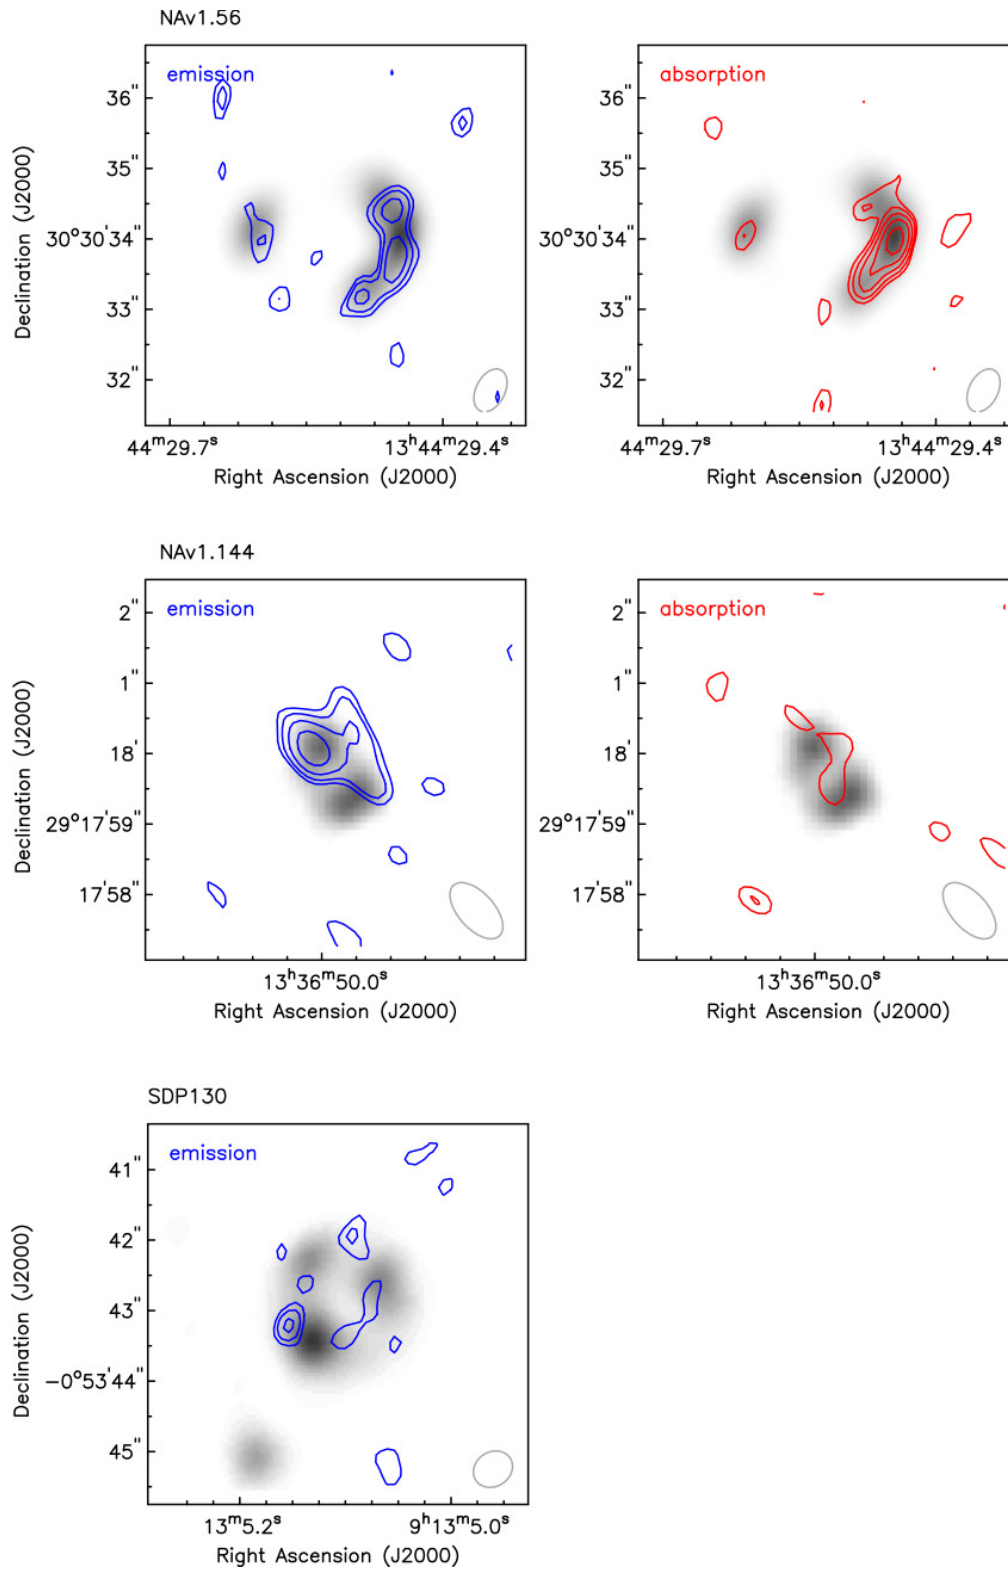 NAv1.56
emission
absorption
36"
35"
30°30'34"
33"
32"
Declination (J2000)
44ᵐ29.7ˢ
13ʰ44ᵐ29.4ˢ
Right Ascension (J2000)
36"
35"
30°30'34"
33"
32"
44ᵐ29.7ˢ
13ʰ44ᵐ29.4ˢ
Right Ascension (J2000)
NAv1.144
emission
absorption
2"
1"
18'
29°17'59"
17'58"
Declination (J2000)
13ʰ36ᵐ50.0ˢ
Right Ascension (J2000)
2"
1"
18'
29°17'59"
17'58"
13ʰ36ᵐ50.0ˢ
Right Ascension (J2000)
SDP130
emission
41"
42"
43"
−0°53'44"
45"
Declination (J2000)
13ᵐ5.2ˢ
9ʰ13ᵐ5.0ˢ
Right Ascension (J2000)